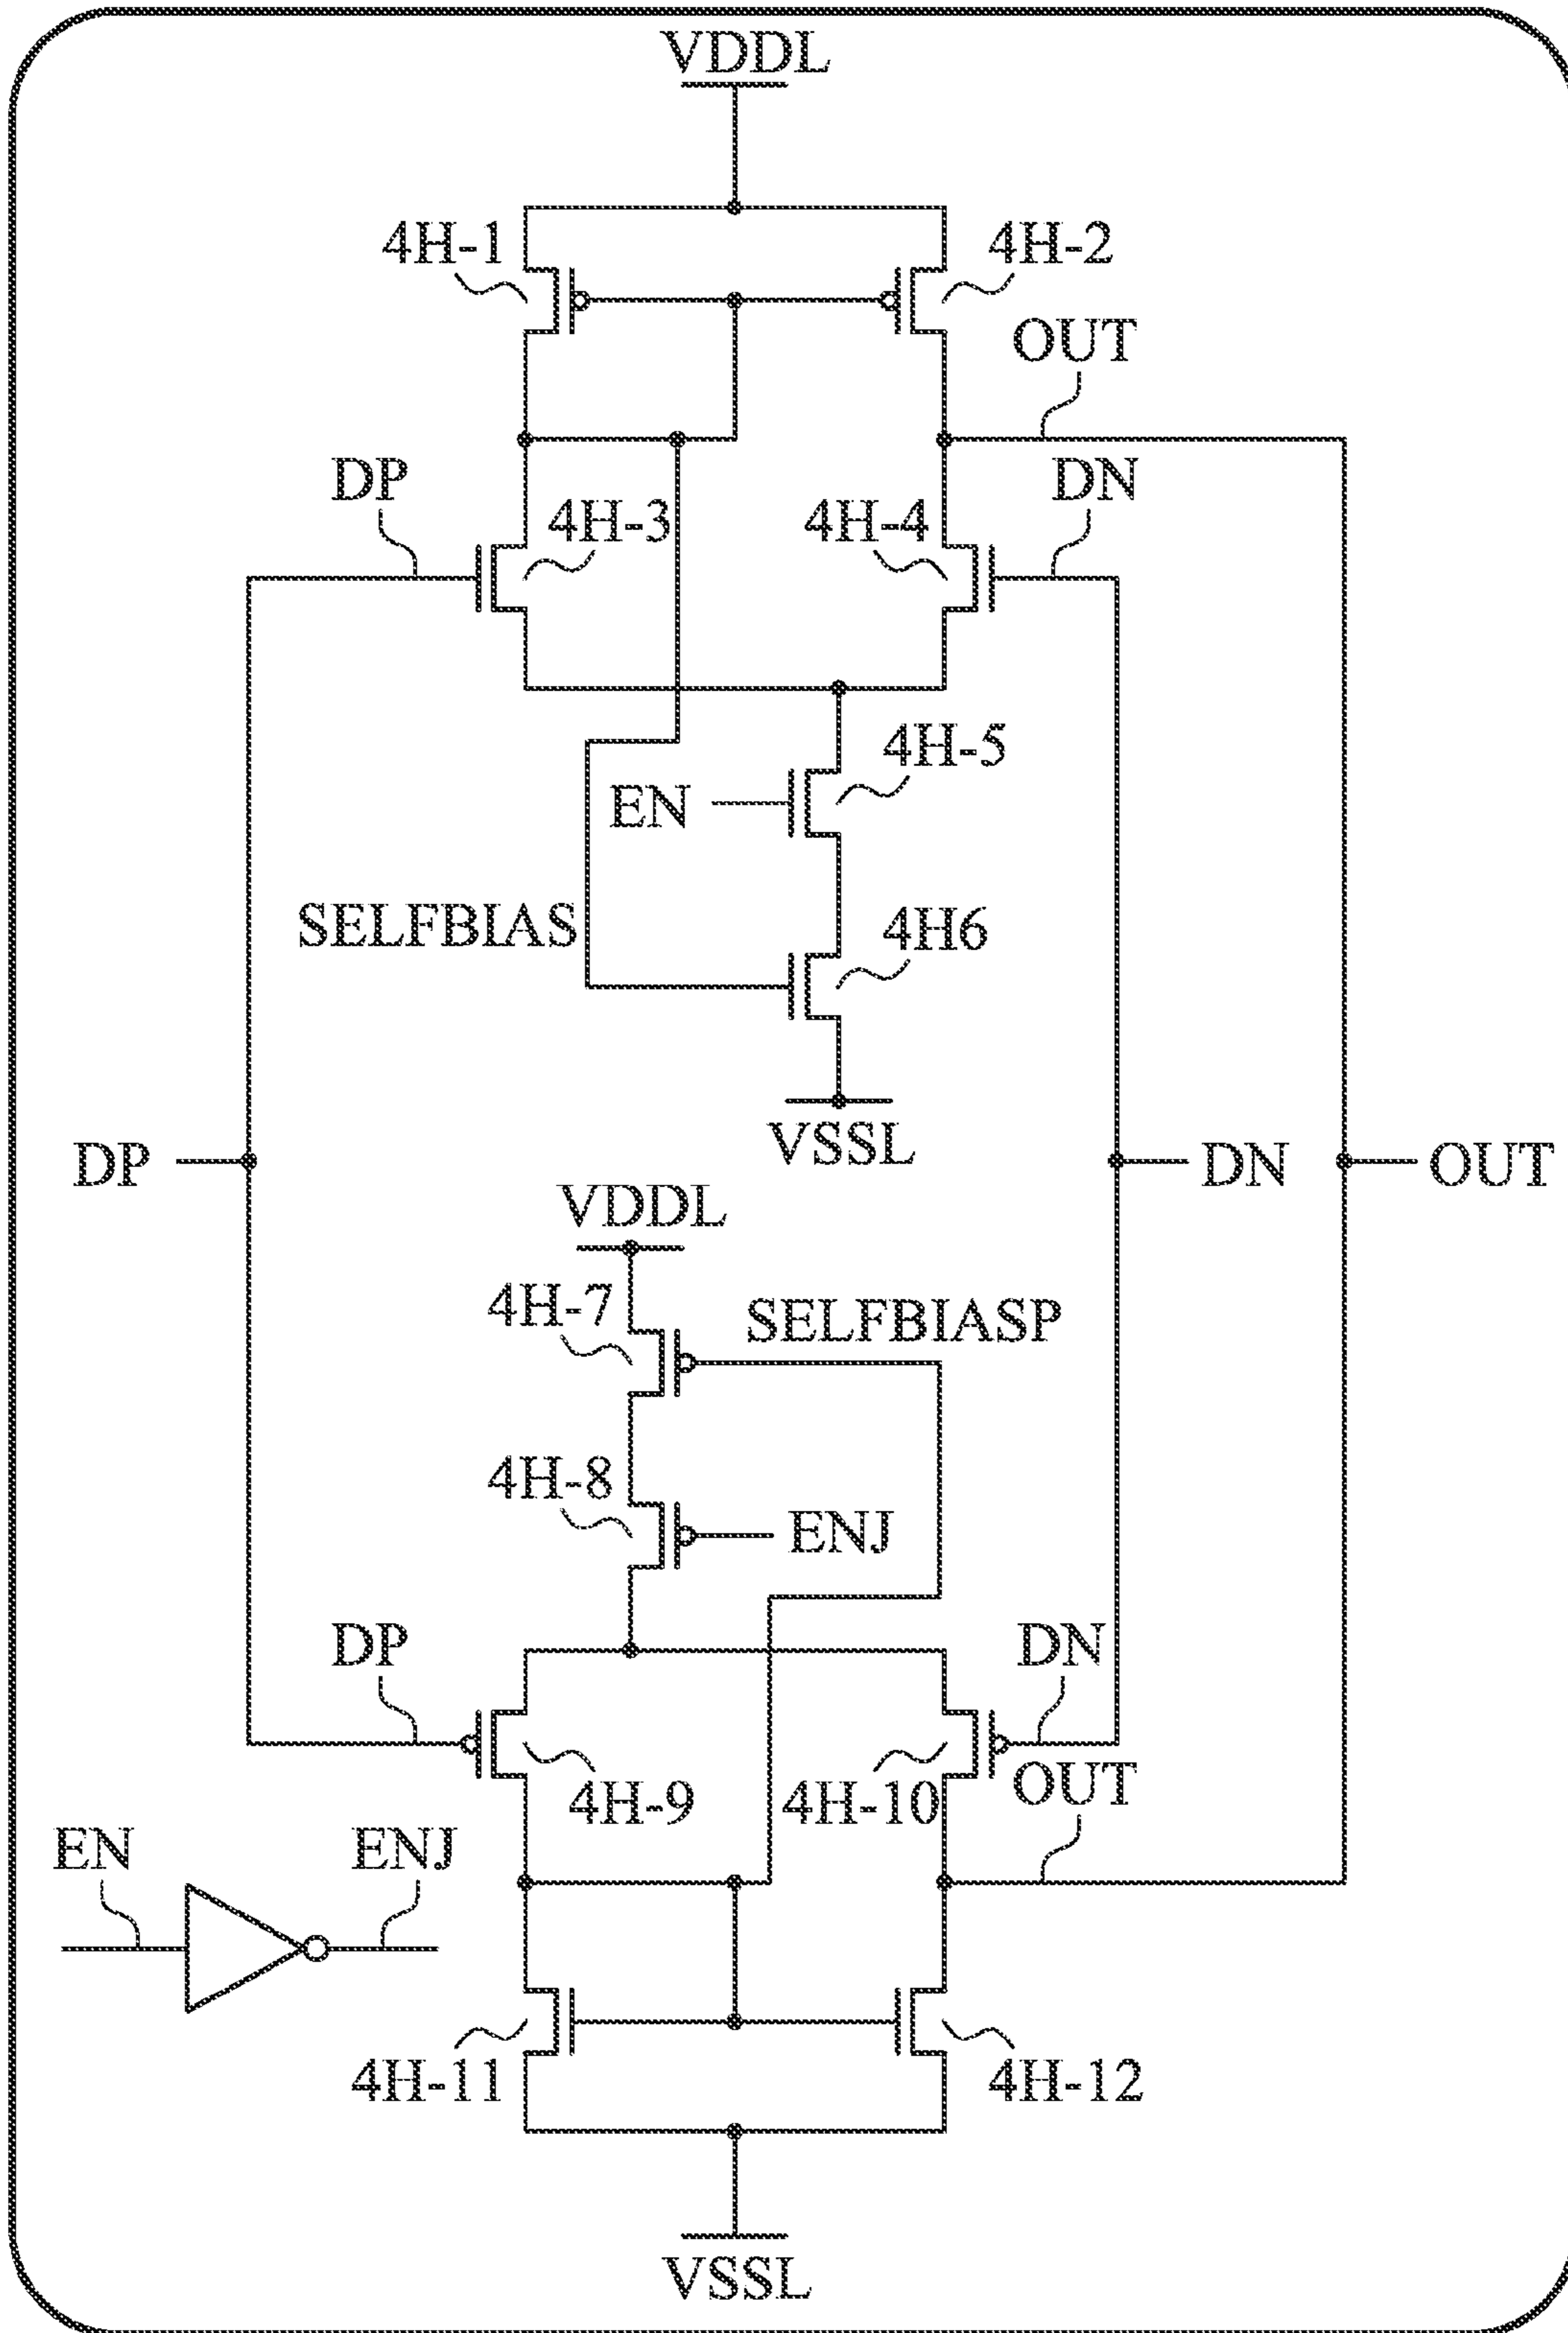 VDDL
4H-1
4H-2
OUT
DP
4H-3
4H-4
DN
4H-5
EN
SELFBIAS
4H6
VSSL
DP
DN
OUT
VDDL
4H-7
SELFBIASP
4H-8
ENJ
DP
DN
4H-9
4H-10
OUT
EN
ENJ
4H-11
4H-12
VSSL